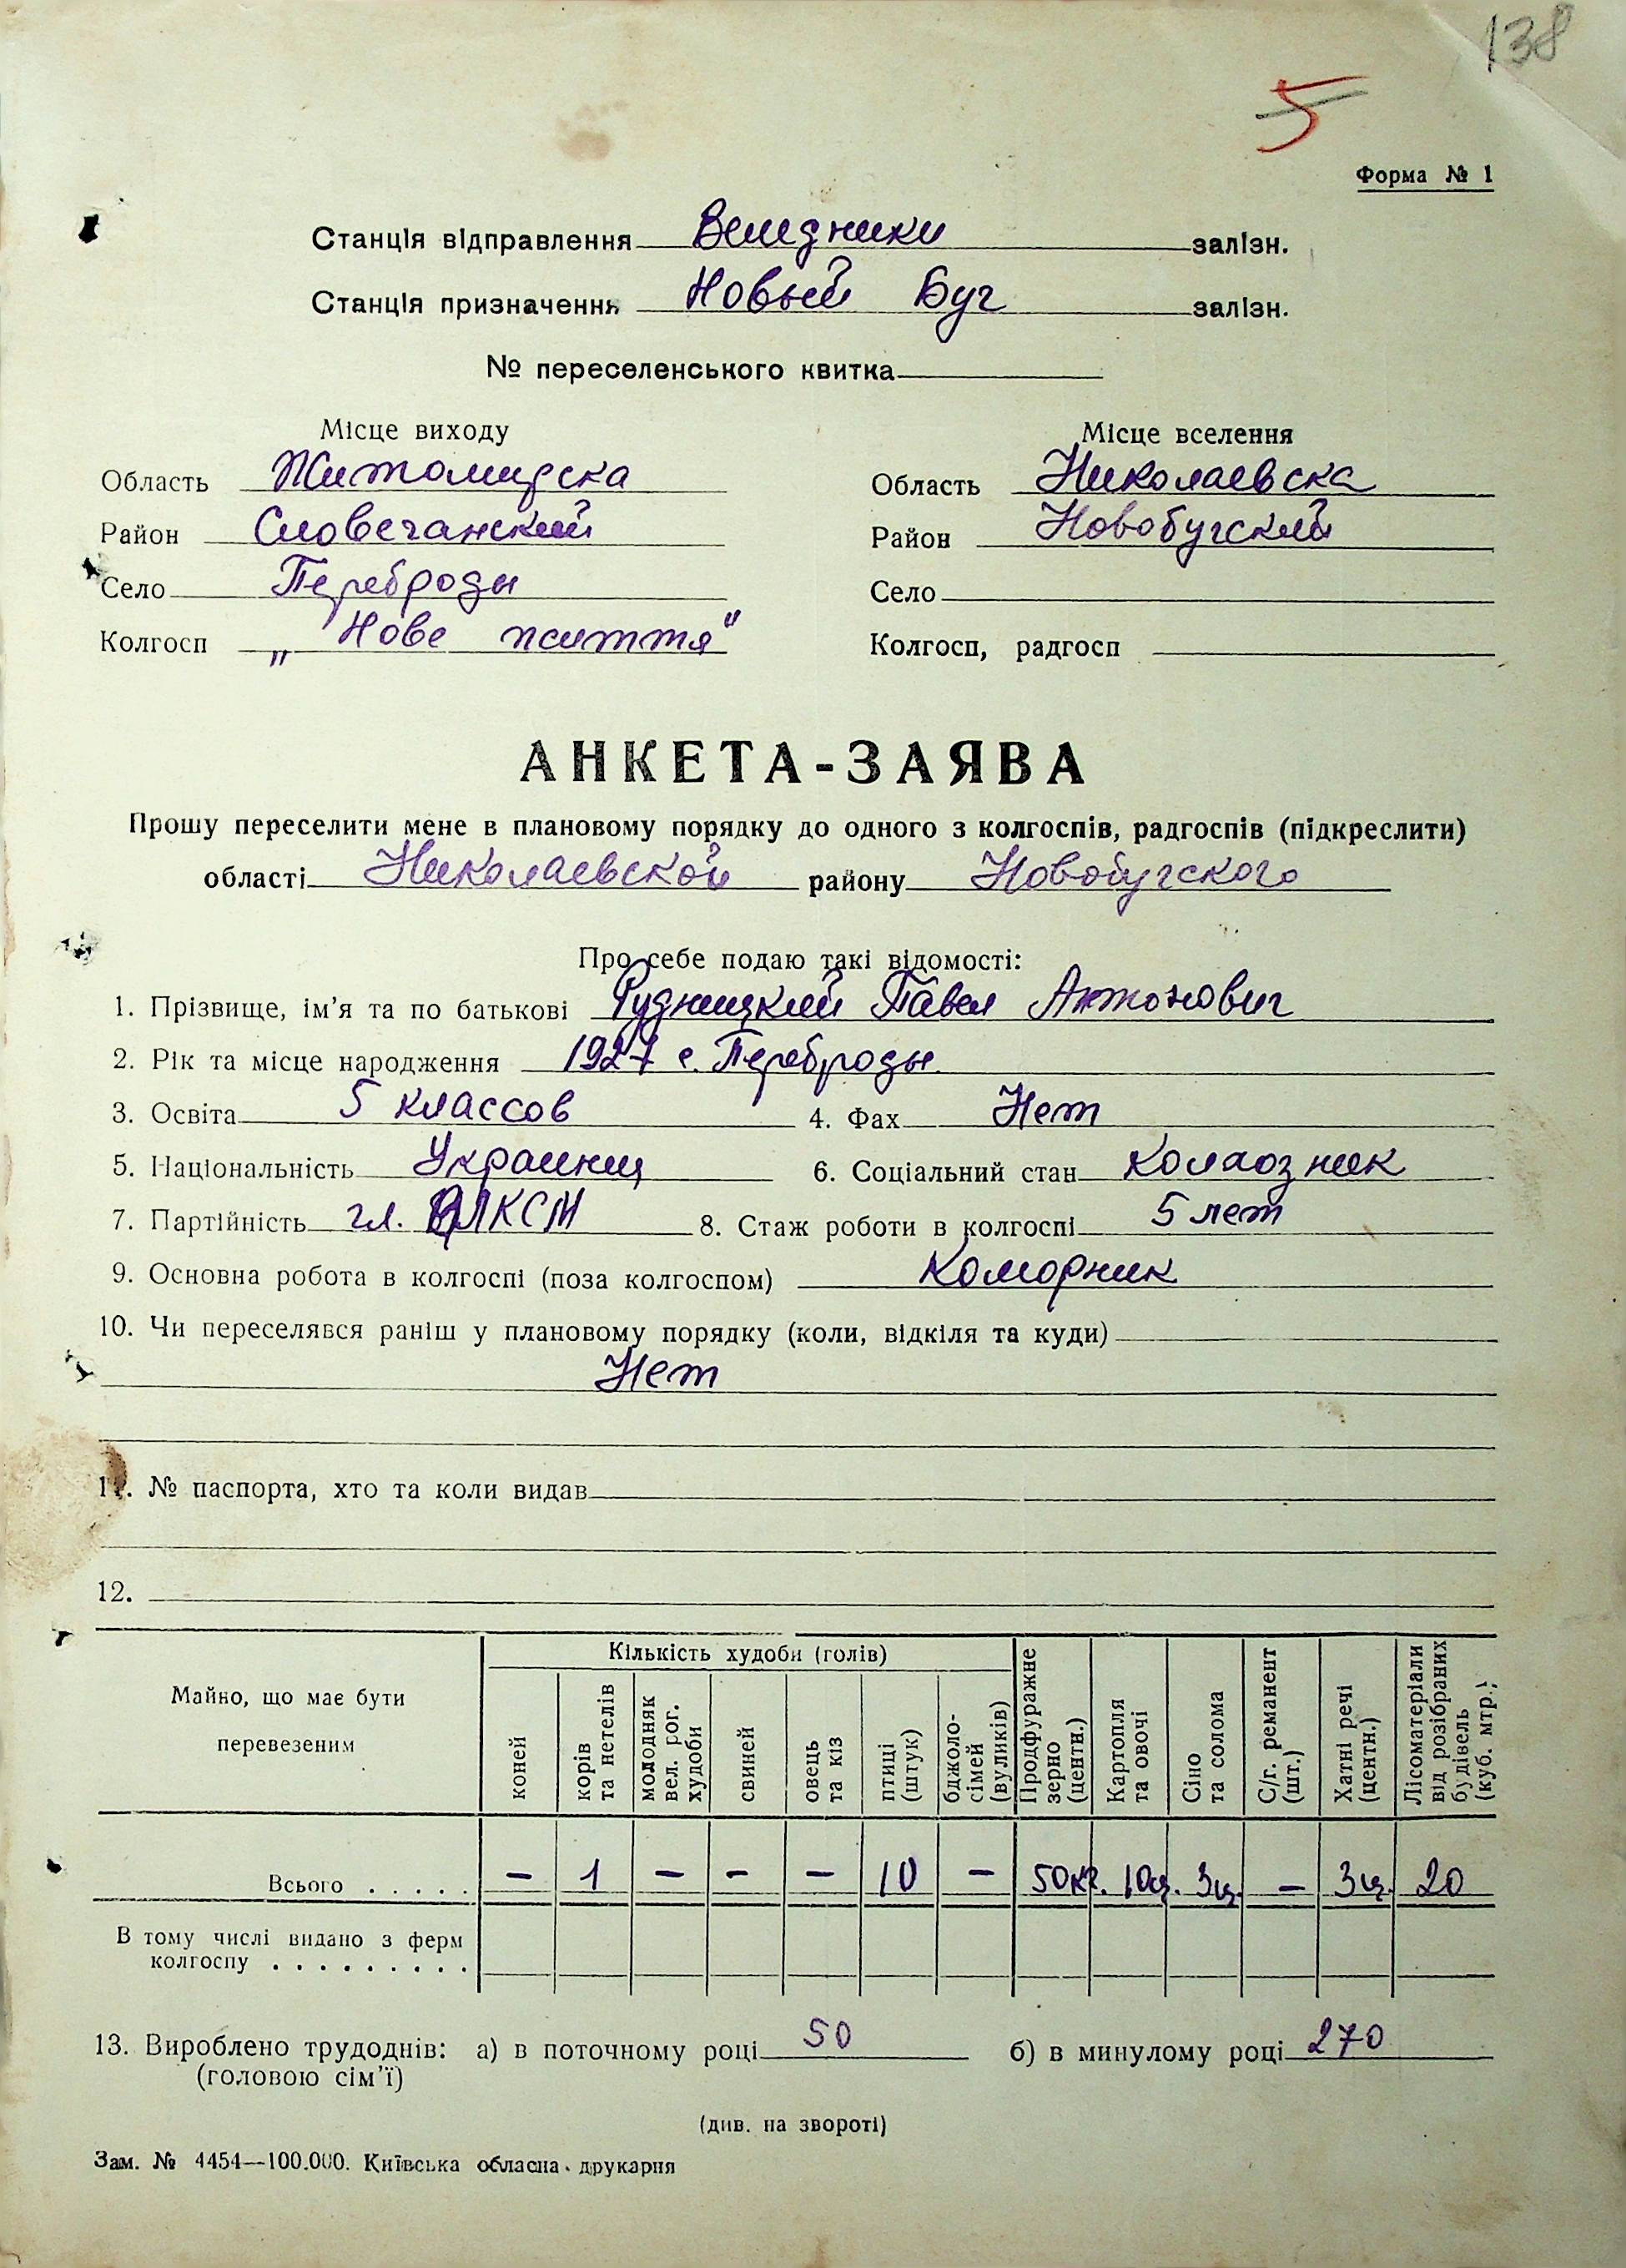 138
5
Форма № 1
Станція відправлення Веледники залізн.
Станція призначення Новый Буг залізн.
№ переселенського квитка
Місце виходу Місце вселення
Область Житомирска Область Николаевска
Район Словечанский Район Новобугский
Село Переброды Село
Колгосп „Нове життя" Колгосп, радгосп
АНКЕТА-ЗАЯВА
Прошу переселити мене в плановому порядку до одного з колгоспів, радгоспів (підкреслити)
області Николаевской району Новобугского
Про себе подаю такі відомості:
1. Прізвище, ім'я та по батькові Рудницкий Павел Антонович
2. Рік та місце народження 1927 с. Переброды
3. Освіта 5 классов 4. Фах Нет
5. Національність Украинец 6. Соціальний стан Колхозник
7. Партійність чл. ВЛКСМ 8. Стаж роботи в колгоспі 5 лет
9. Основна робота в колгоспі (поза колгоспом) Коморник
10. Чи переселявся раніш у плановому порядку (коли, відкіля та куди)
Нет
11. № паспорта, хто та коли видав
12.
Майно, що має бути перевезеним
Кількість худоби (голів)
коней
корів та нетелів
молодняк вел. рог. худоби
свиней
овець та кіз
птиці (штук)
бджоло-сімей (вуликів)
Продфуражне зерно (центн.)
Картопля та овочі
Сіно та солома
С/г. реманент (шт.)
Хатні речі (центн.)
Лісоматеріали від розібраних будівель (куб. мтр.)
Всього . . . . . – 1 – – – 10 – 50 кг. 10ц. 3ц. – 3ц. 20
В тому числі видано з ферм
колгоспу . . . . . . . . .
13. Вироблено трудоднів: а) в поточному році 50 б) в минулому році 270
(головою сім'ї)
(див. на звороті)
Зам. № 4454—100.000. Київська обласна друкарня